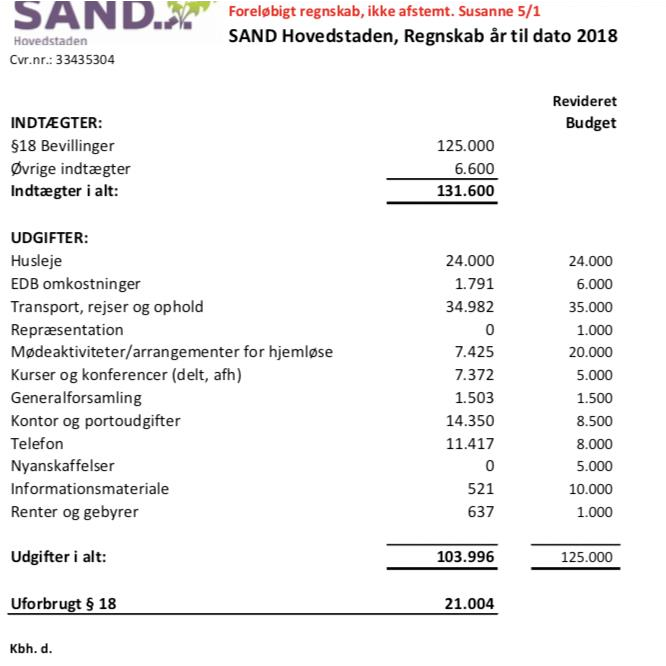 SAND
Foreløbigt regnskab, ikke afstemt. Susanne 5/1
Hovedstaden
SAND Hovedstaden, Regnskab år til dato 2018
Cvr.nr.: 33435304
Revideret
INDTÆGTER: Budget
§18 Bevillinger 125.000
Øvrige indtægter 6.600
Indtægter i alt: 131.600
UDGIFTER:
Husleje 24.000 24.000
EDB omkostninger 1.791 6.000
Transport, rejser og ophold 34.982 35.000
Repræsentation 0 1.000
Mødeaktiviteter/arrangementer for hjemløse 7.425 20.000
Kurser og konferencer (delt, afh) 7.372 5.000
Generalforsamling 1.503 1.500
Kontor og portoudgifter 14.350 8.500
Telefon 11.417 8.000
Nyanskaffelser 0 5.000
Informationsmateriale 521 10.000
Renter og gebyrer 637 1.000
Udgifter i alt: 103.996 125.000
Uforbrugt § 18 21.004
Kbh. d.